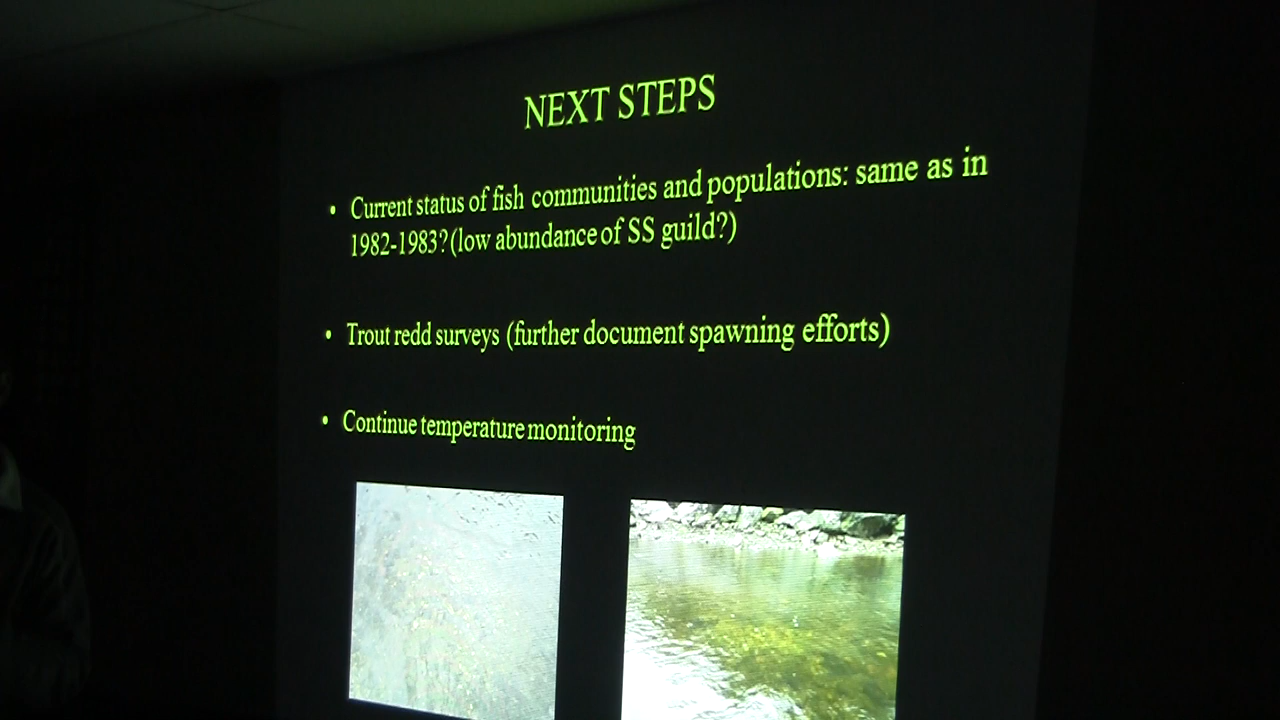 NEXT STEPS
• Current status of fish communities and populations: same as in
1982-1983? (low abundance of SS guild?)
• Trout redd surveys (further document spawning efforts)
• Continue temperature monitoring